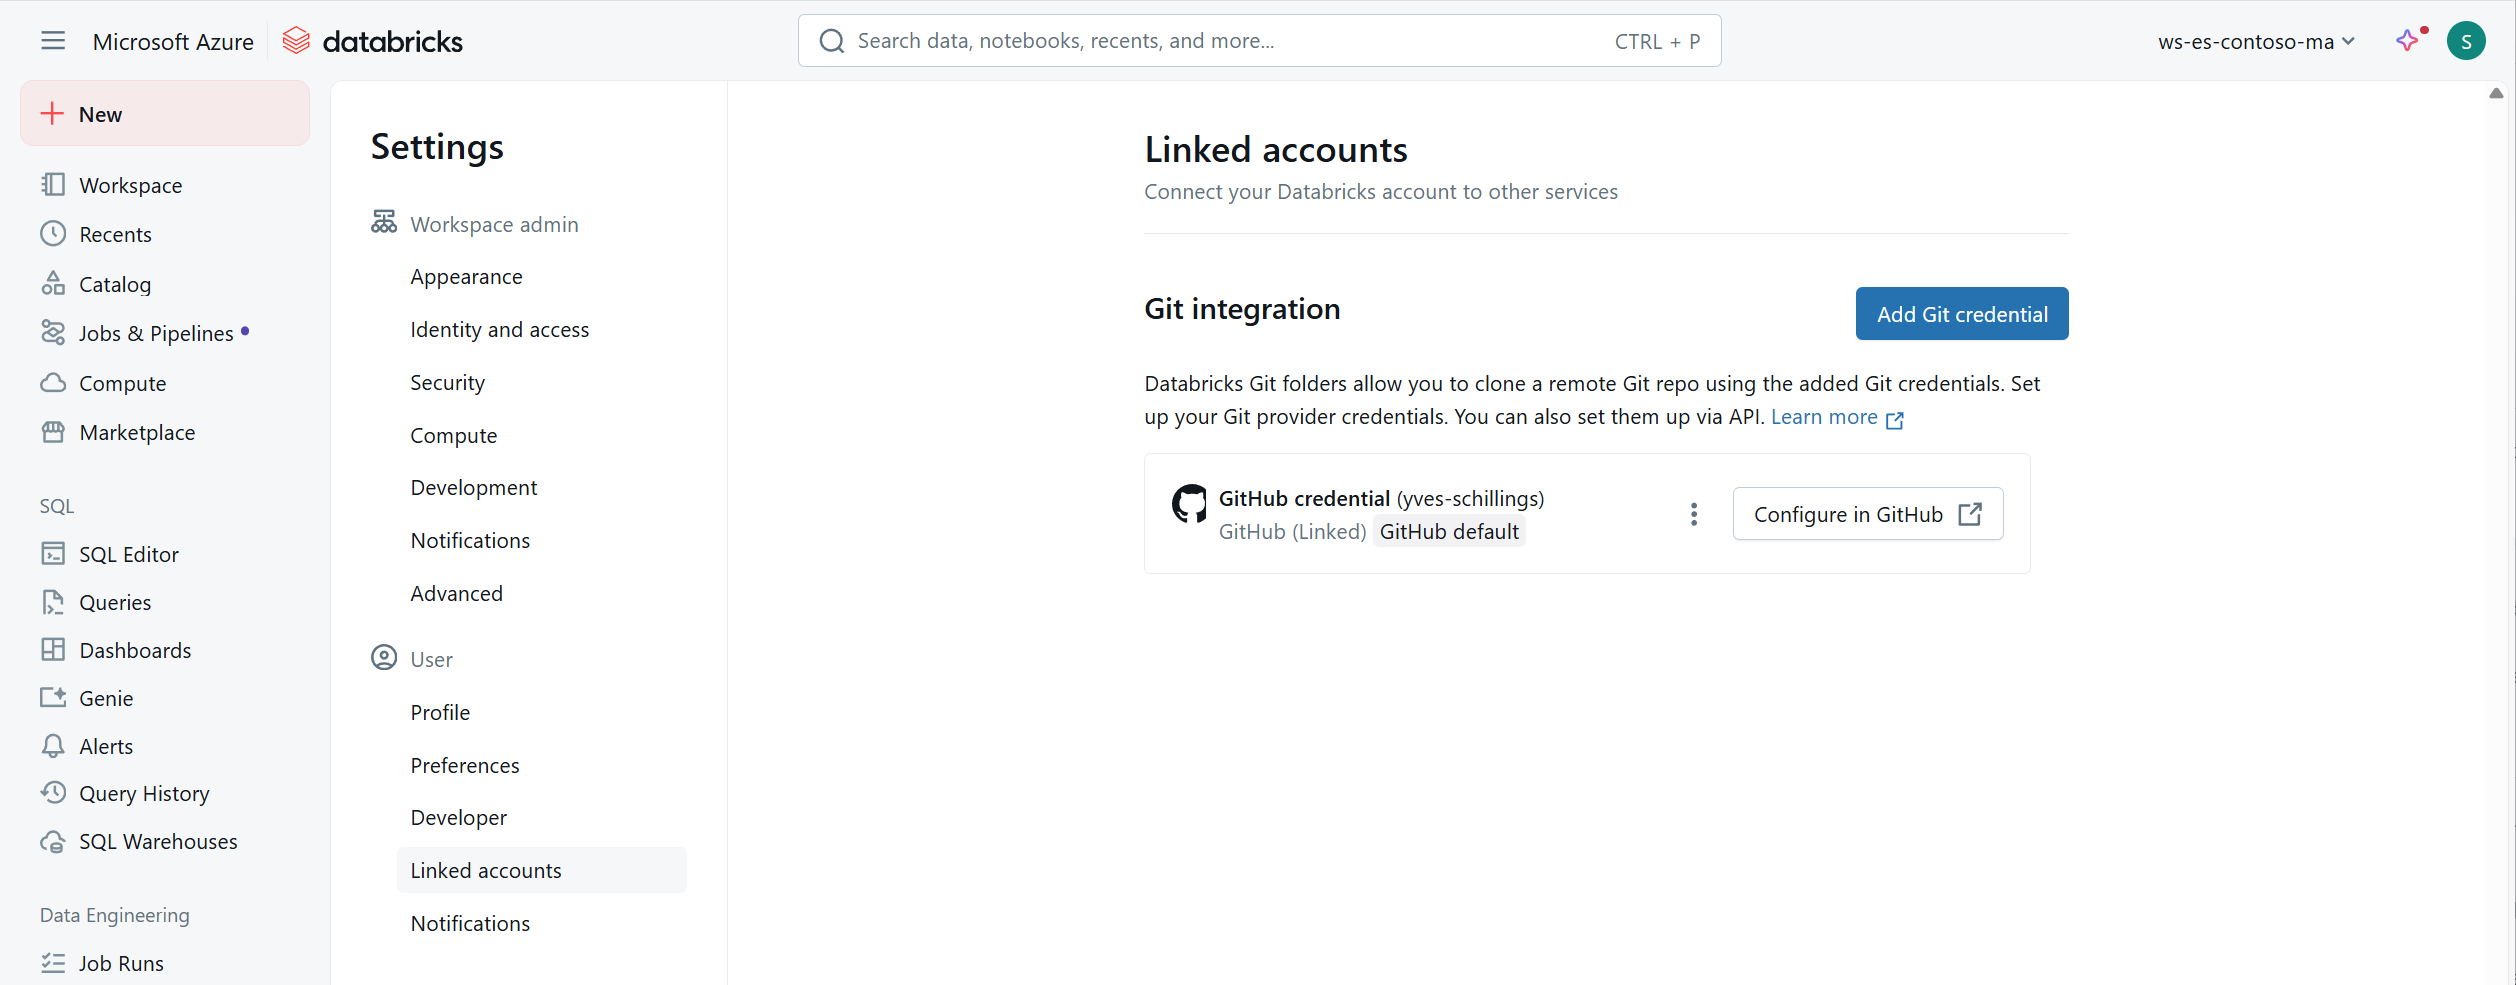 Microsoft Azure
databricks
Search data, notebooks, recents, and more...
CTRL + P
ws-es-contoso-ma
S
New
Workspace
Recents
Catalog
Jobs & Pipelines
Compute
Marketplace
SQL
SQL Editor
Queries
Dashboards
Genie
Alerts
Query History
SQL Warehouses
Data Engineering
Job Runs
Settings
Workspace admin
Appearance
Identity and access
Security
Compute
Development
Notifications
Advanced
User
Profile
Preferences
Developer
Linked accounts
Notifications
Linked accounts
Connect your Databricks account to other services
Git integration
Add Git credential
Databricks Git folders allow you to clone a remote Git repo using the added Git credentials. Set
up your Git provider credentials. You can also set them up via API. Learn more
GitHub credential (yves-schillings)
GitHub (Linked) GitHub default
Configure in GitHub